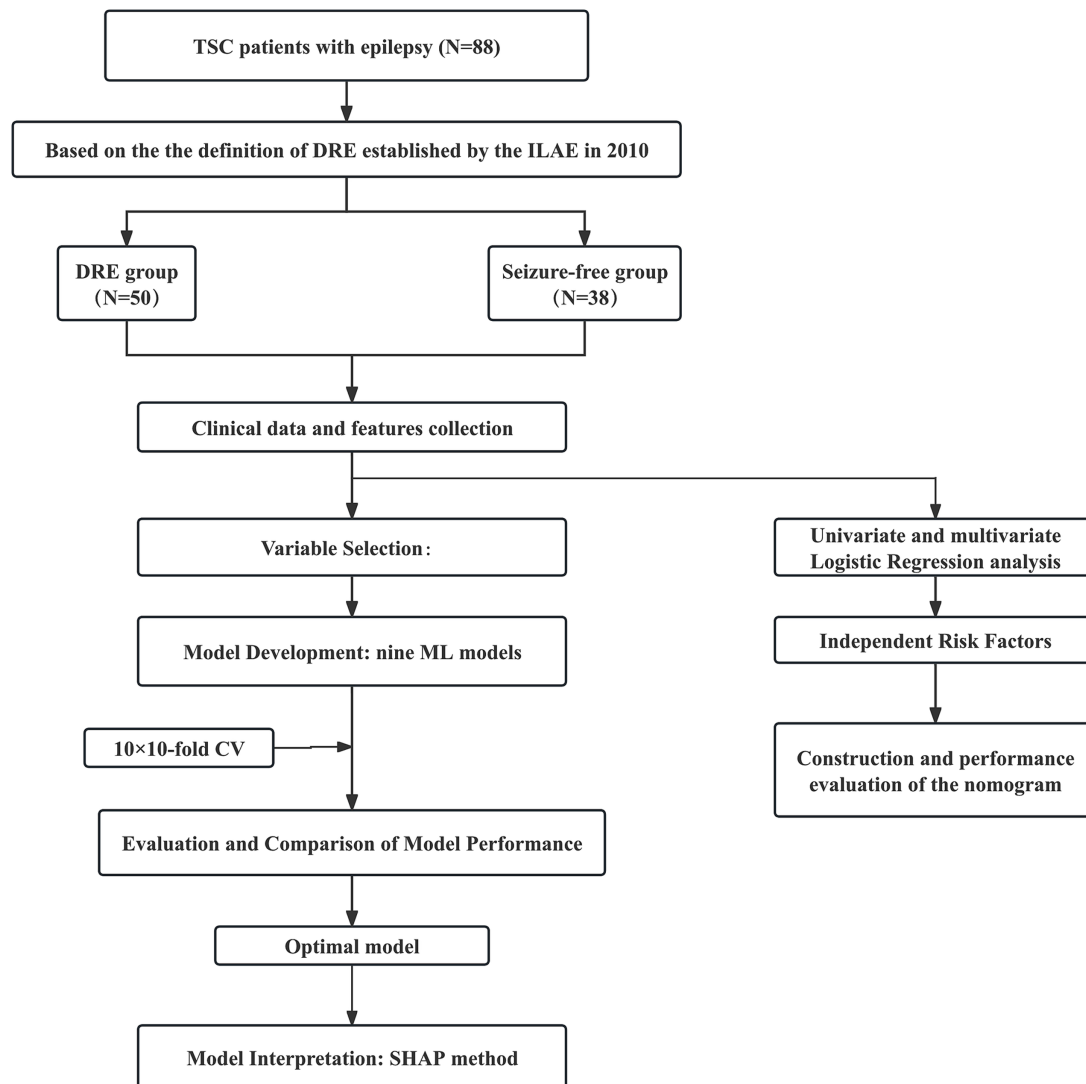 TSC patients with epilepsy (N=88)
Based on the the definition of DRE established by the ILAE in 2010
DRE group
（N=50）
Seizure-free group
（N=38）
Clinical data and features collection
Variable Selection：
Univariate and multivariate
Logistic Regression analysis
Model Development: nine ML models
Independent Risk Factors
10×10-fold CV
Construction and performance
evaluation of the nomogram
Evaluation and Comparison of Model Performance
Optimal model
Model Interpretation: SHAP method